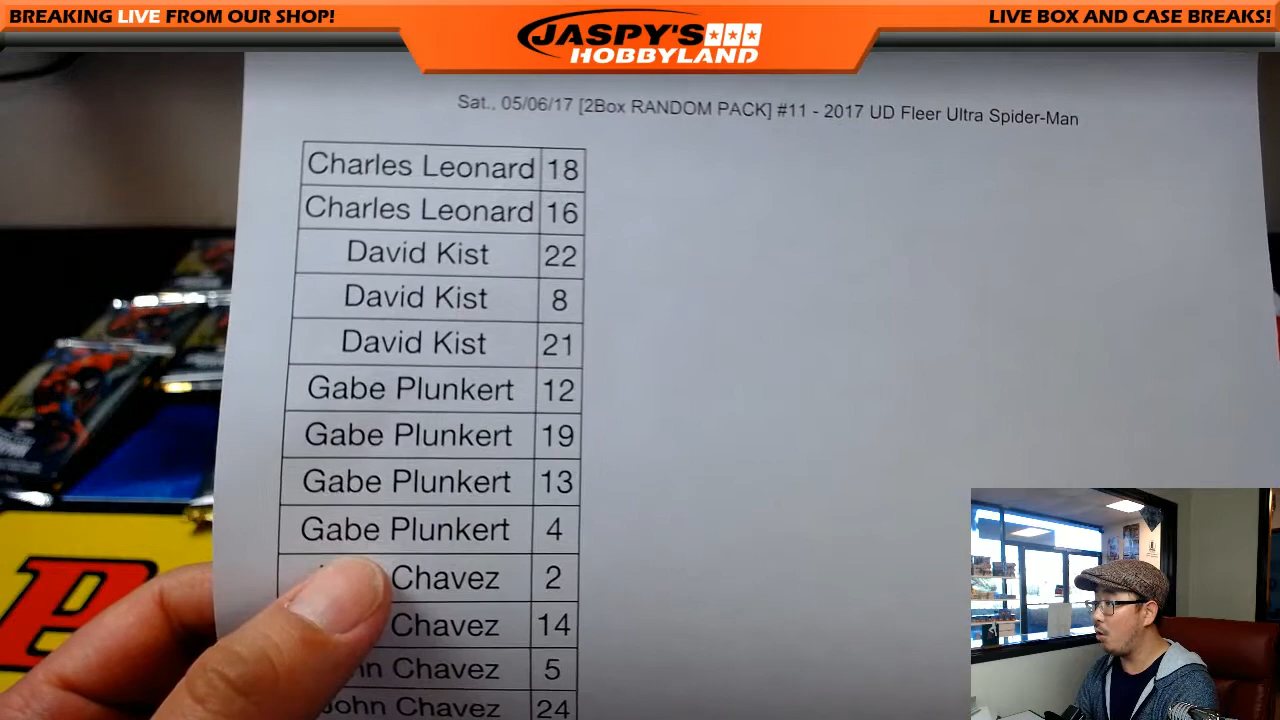 BREAKING LIVE FROM OUR SHOP!
JASPY'S
HOBBYLAND
LIVE BOX AND CASE BREAKS!
Sat., 05/06/17 [2Box RANDOM PACK] #11 - 2017 UD Fleer Ultra Spider-Man
Charles Leonard 18
Charles Leonard 16
David Kist 22
David Kist 8
David Kist 21
Gabe Plunkert 12
Gabe Plunkert 19
Gabe Plunkert 13
Gabe Plunkert 4
Chavez 2
Chavez 14
Chavez 5
John Chavez 24